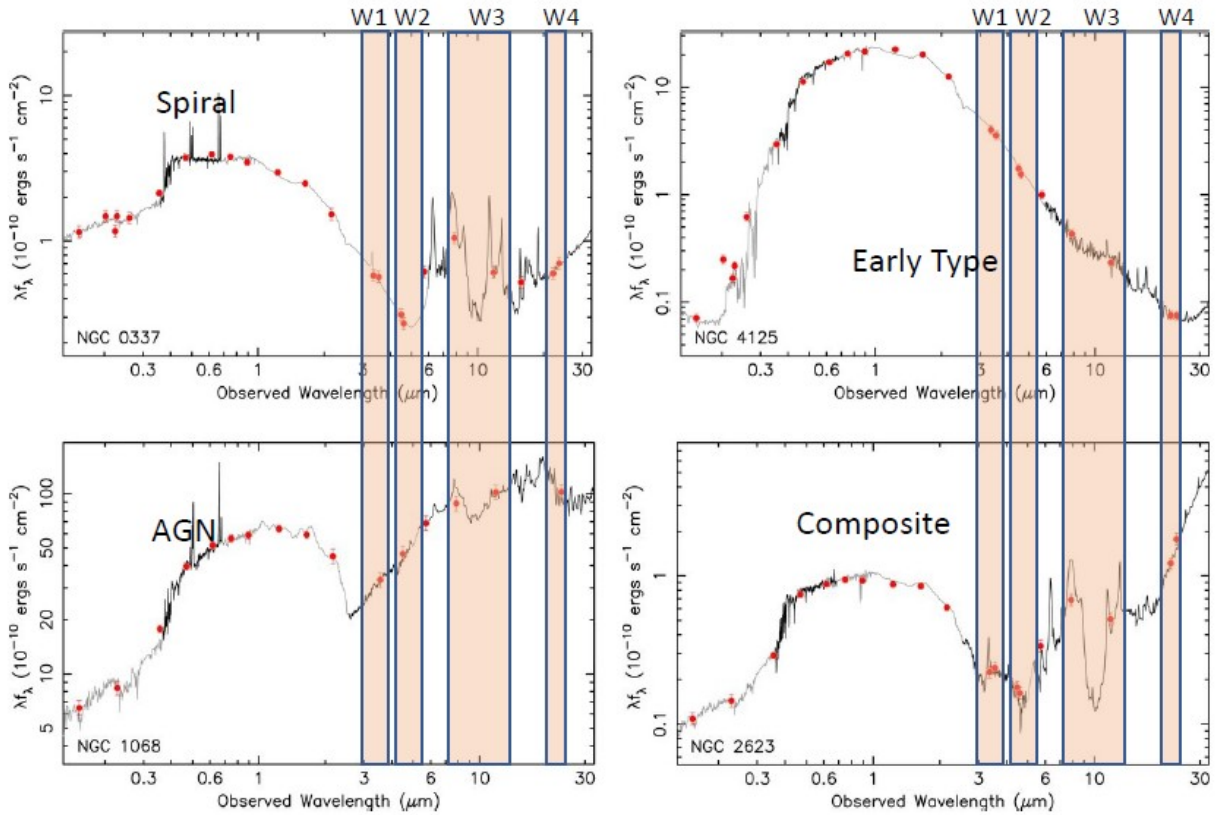 W1 W2 W3 W4
W1 W2 W3 W4
Spiral
10
1
λf_λ (10⁻¹⁰ ergs s⁻¹ cm⁻²)
NGC 0337
0.3 0.6 1 3 6 10 30
Observed Wavelength (μm)
Early Type
10
1
0.1
λf_λ (10⁻¹⁰ ergs s⁻¹ cm⁻²)
NGC 4125
0.3 0.6 1 3 6 10 30
Observed Wavelength (μm)
AGN
100
50
20
10
5
λf_λ (10⁻¹⁰ ergs s⁻¹ cm⁻²)
NGC 1068
0.3 0.6 1 3 6 10 30
Observed Wavelength (μm)
Composite
1
0.1
λf_λ (10⁻¹⁰ ergs s⁻¹ cm⁻²)
NGC 2623
0.3 0.6 1 3 6 10 30
Observed Wavelength (μm)